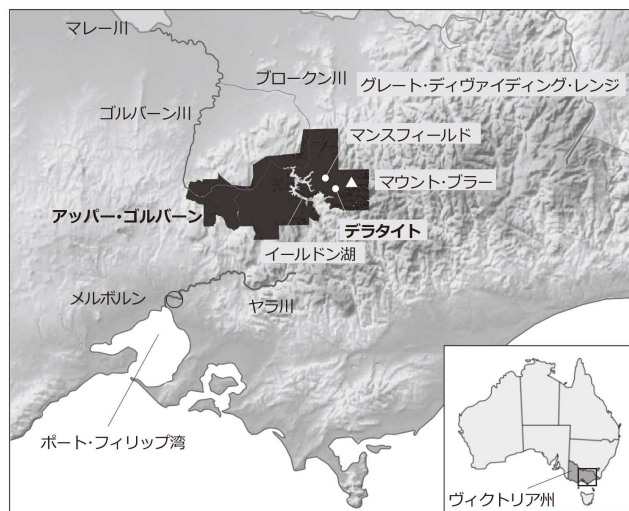 マレー川
ブロークン川
グレート・ディヴァイディング・レンジ
ゴルバーン川
マンスフィールド
マウント・ブラー
アッパー・ゴルバーン
デラタイト
イールドン湖
メルボルン
ヤラ川
ポート・フィリップ湾
ヴィクトリア州